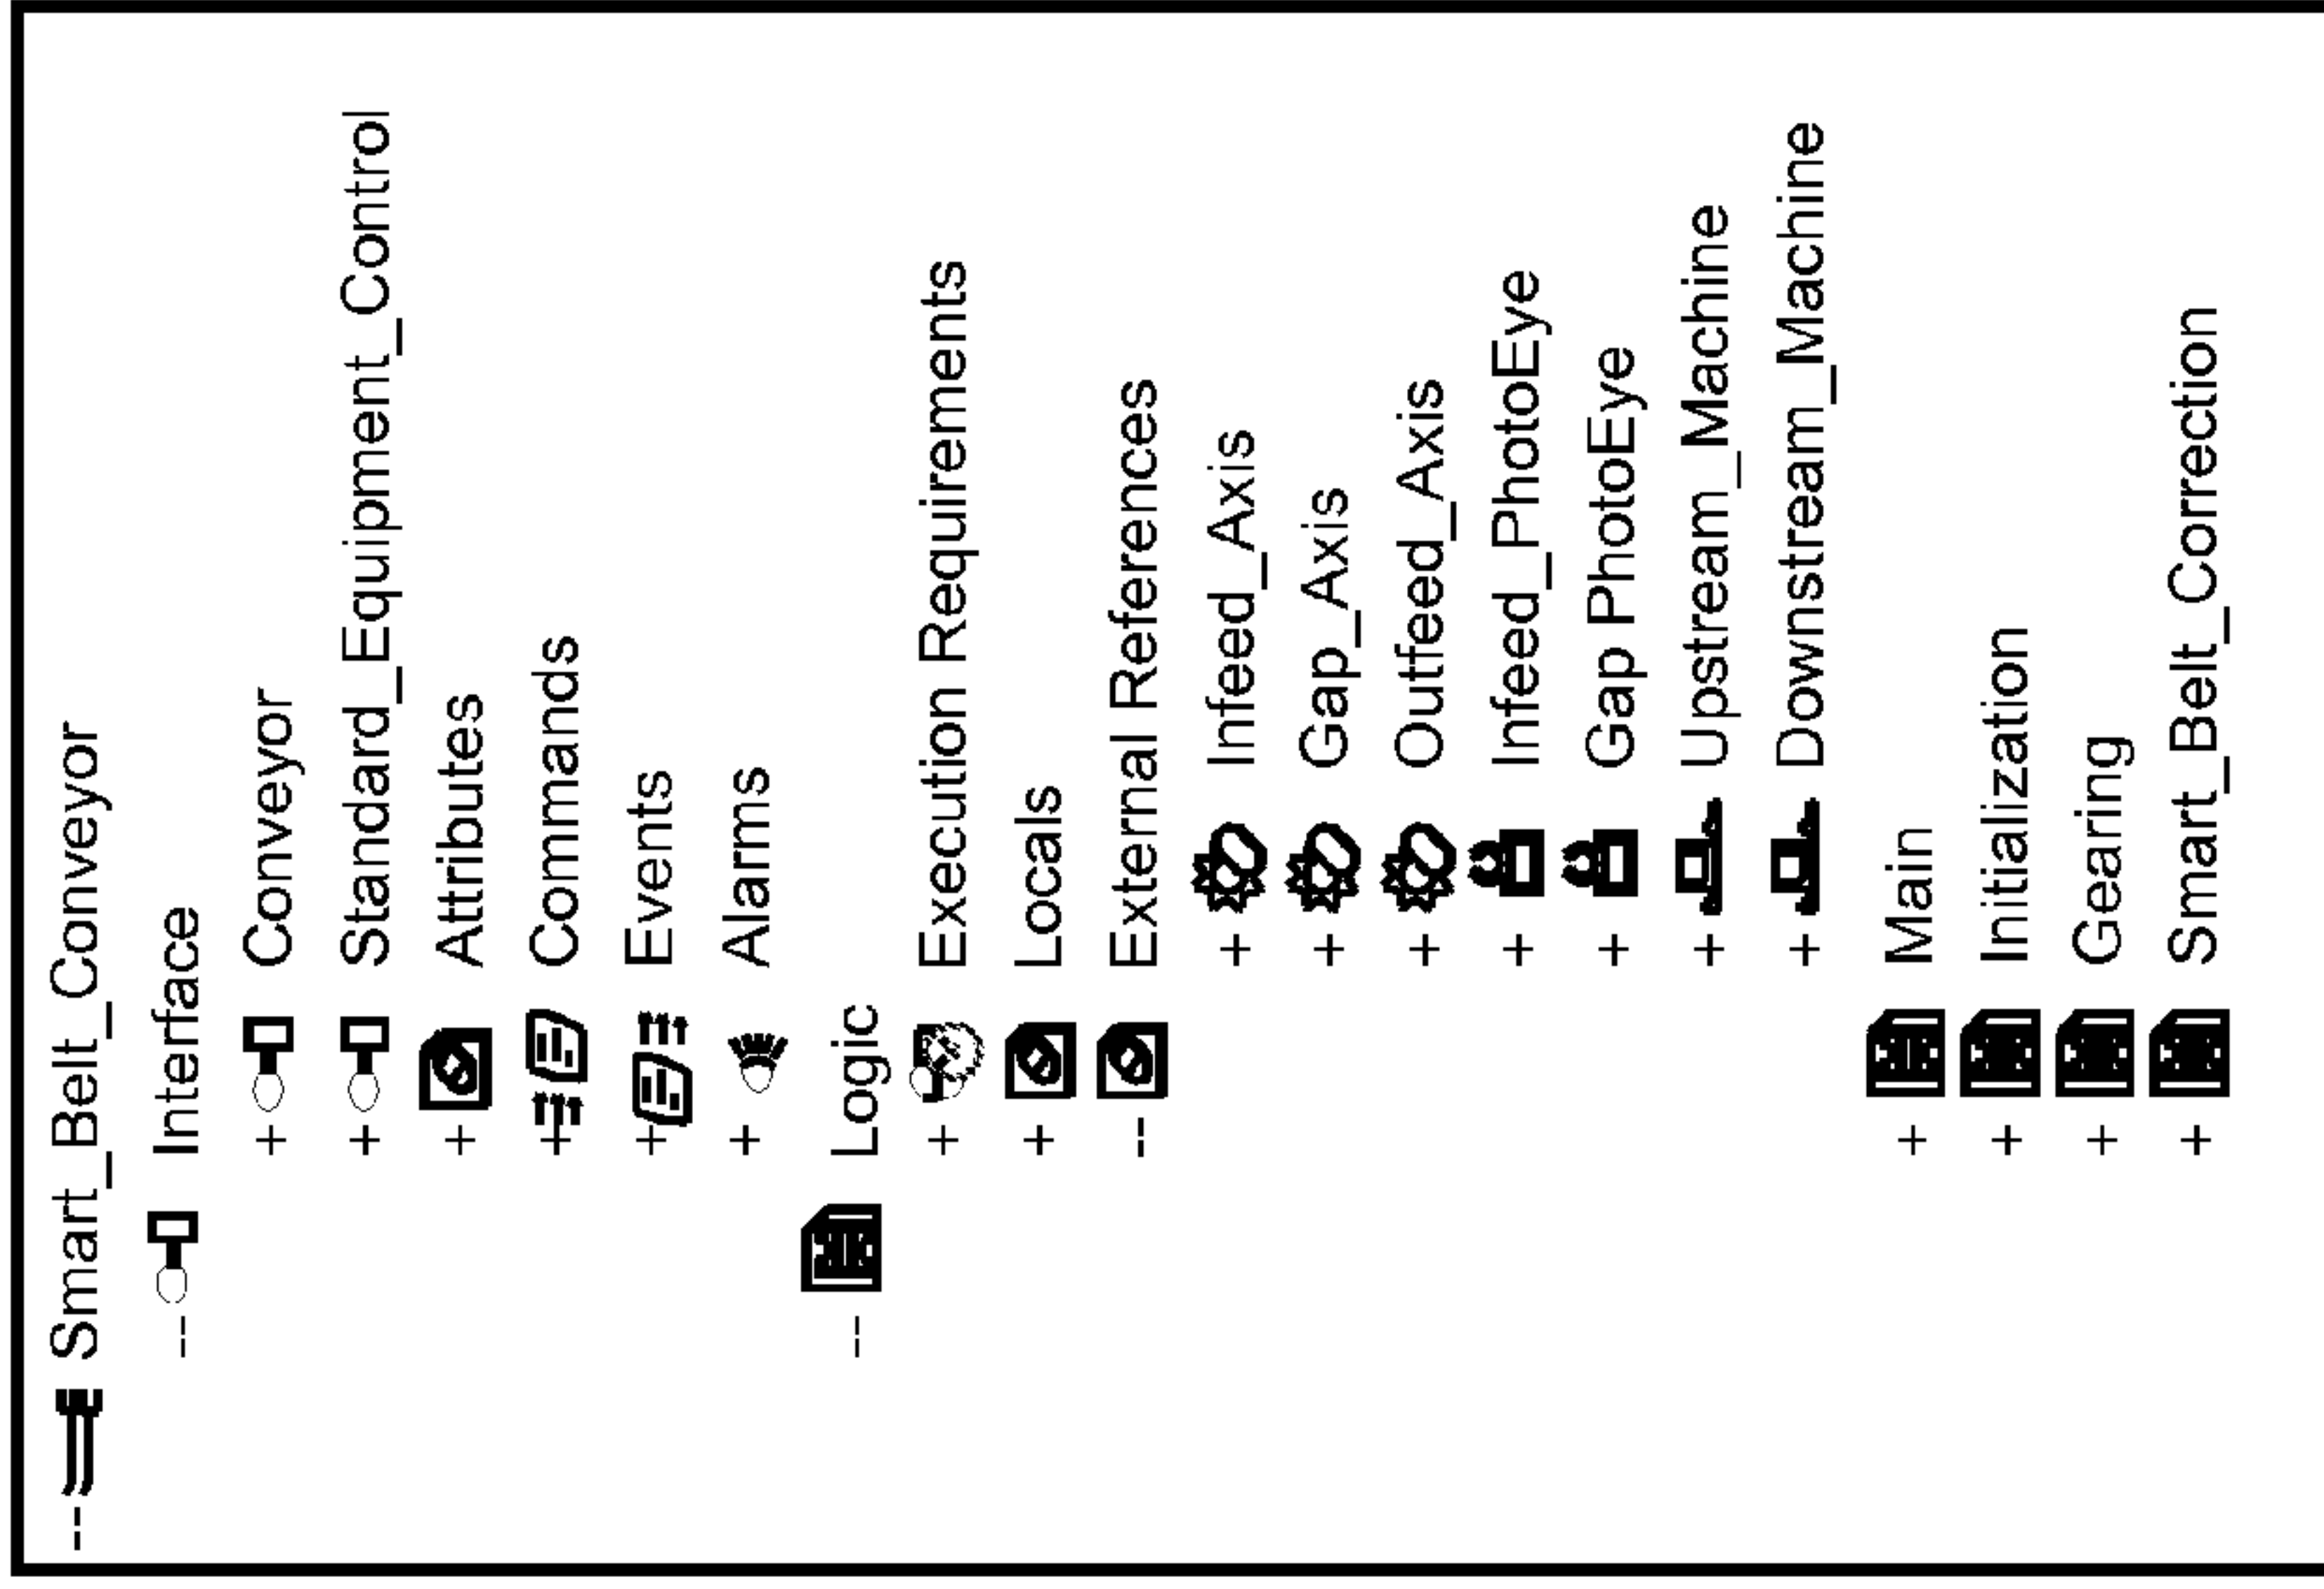 -- Smart_Belt_Conveyor
-- Interface
+ Conveyor
+ Standard_Equipment_Control
+ Attributes
+ Commands
+ Events
+ Alarms
-- Logic
+ Execution Requirements
+ Locals
-- External References
+ Infeed_Axis
+ Gap_Axis
+ Outfeed_Axis
+ Infeed_PhotoEye
+ Gap PhotoEye
+ Upstream_Machine
+ Downstream_Machine
+ Main
+ Initialization
+ Gearing
+ Smart_Belt_Correction